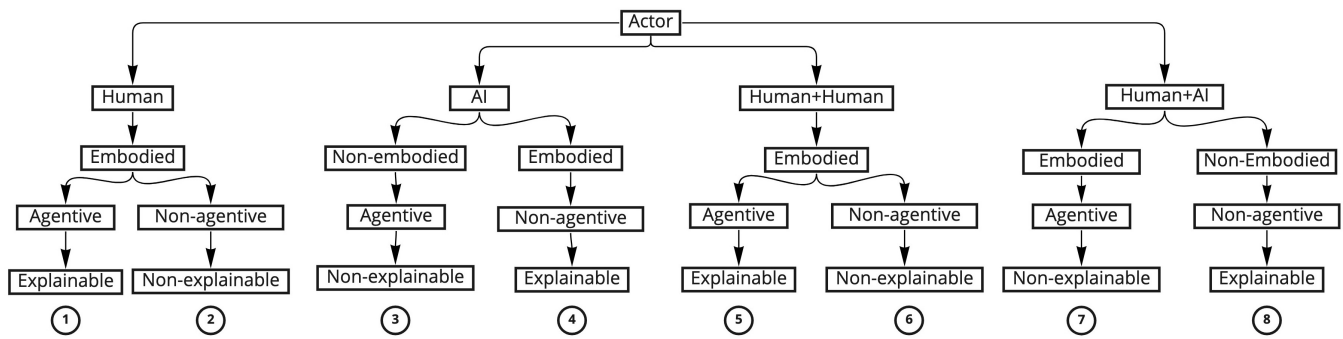 Actor
Human
AI
Human+Human
Human+AI
Embodied
Non-embodied
Embodied
Embodied
Embodied
Non-Embodied
Agentive
Non-agentive
Agentive
Non-agentive
Agentive
Non-agentive
Agentive
Non-agentive
Explainable
Non-explainable
Non-explainable
Explainable
Explainable
Non-explainable
Non-explainable
Explainable
1
2
3
4
5
6
7
8